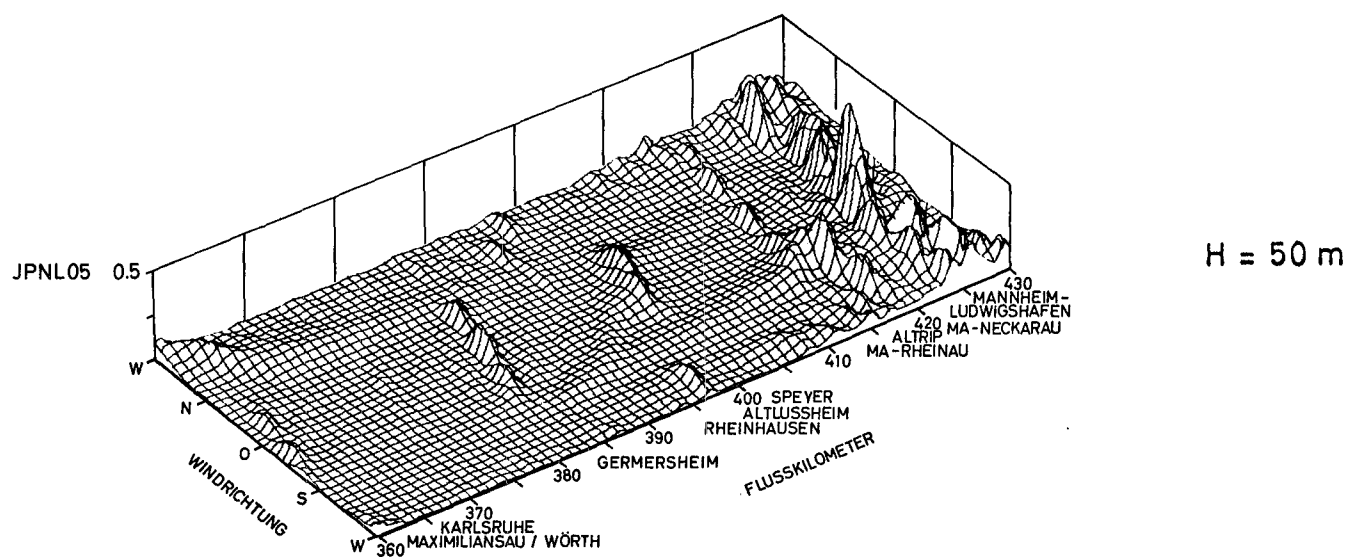 JPNL05 0.5
H = 50 m
W
N
O
S
W
WINDRICHTUNG
360
370
380
390
400
410
420
430
MAXIMILIANSAU / WÖRTH
KARLSRUHE
GERMERSHEIM
RHEINHAUSEN
ALTLUSSHEIM
SPEYER
MA-RHEINAU
ALTRIP
MA-NECKARAU
MANNHEIM-
LUDWIGSHAFEN
FLUSSKILOMETER